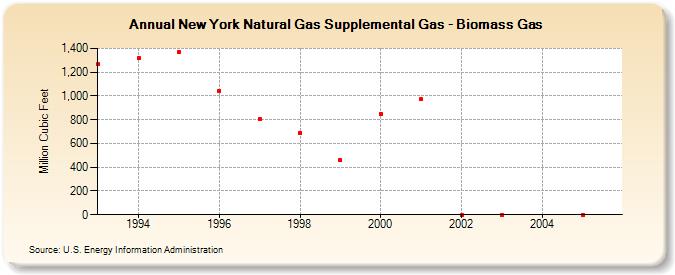 Annual New York Natural Gas Supplemental Gas - Biomass Gas
Million Cubic Feet
1,400
1,200
1,000
800
600
400
200
0
1994 1996 1998 2000 2002 2004
Source: U.S. Energy Information Administration